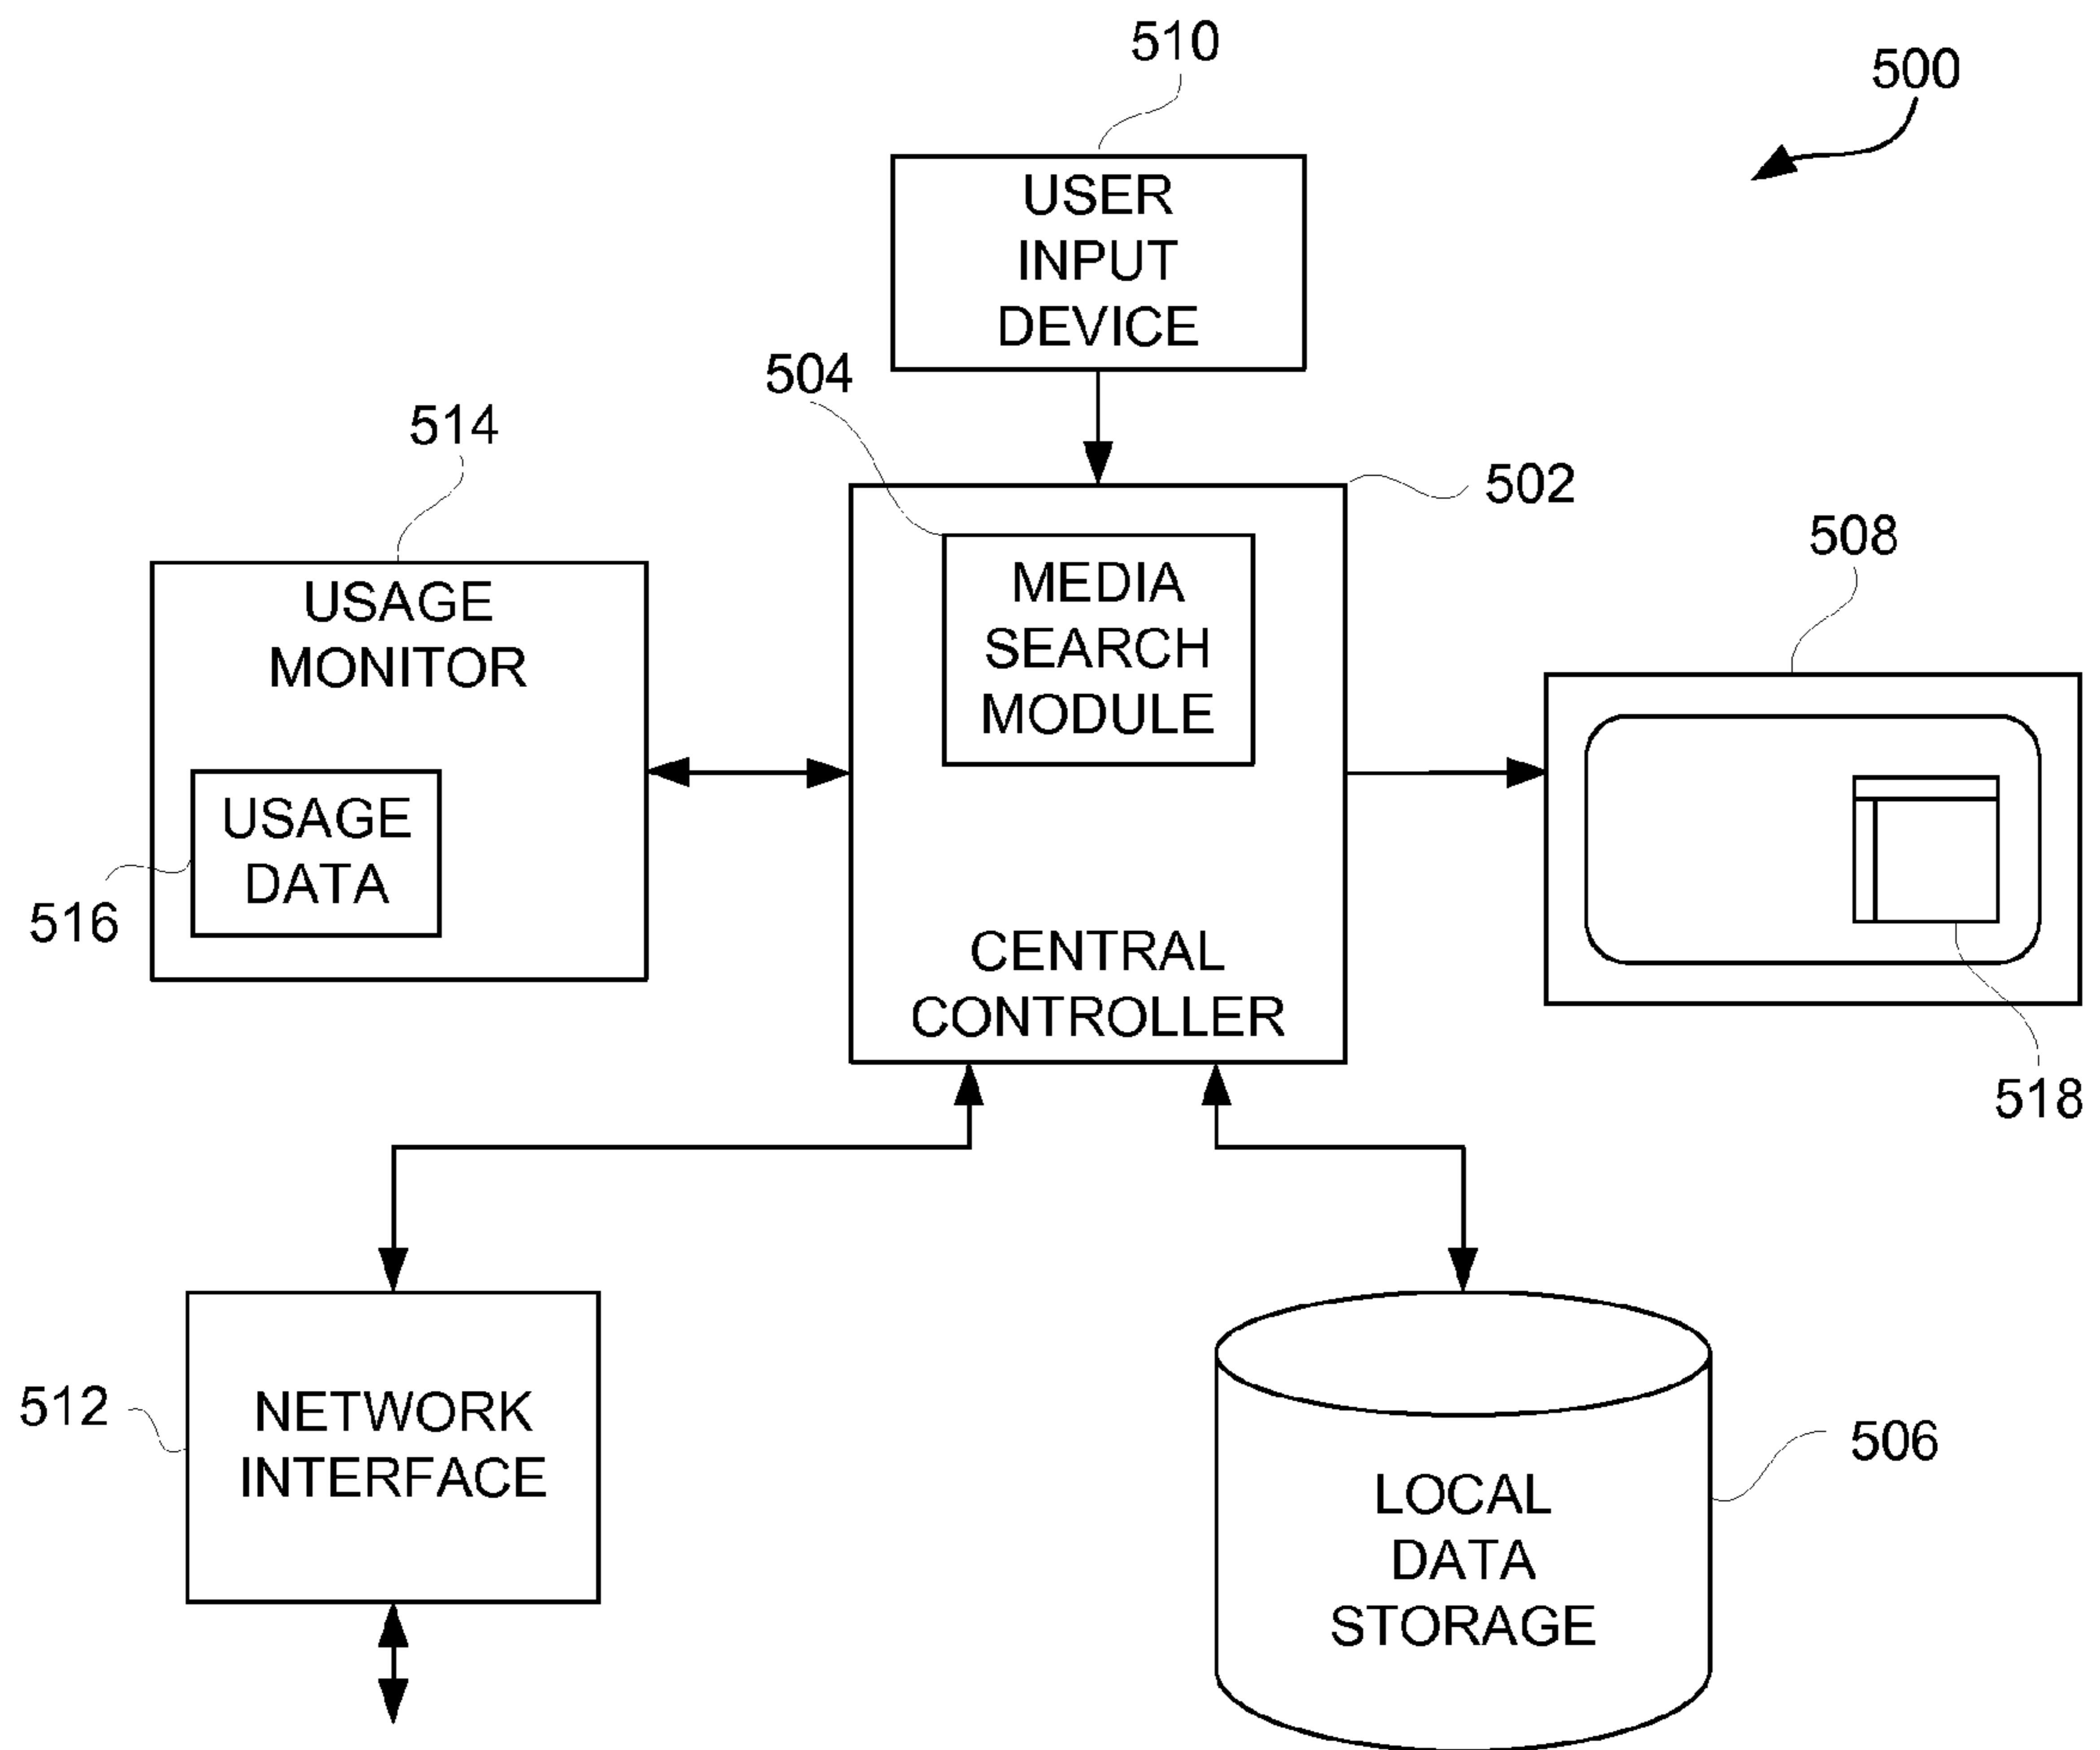 510
500
USER
INPUT
DEVICE
504
514
502
508
MEDIA
SEARCH
MODULE
USAGE
MONITOR
USAGE
DATA
516
CENTRAL
CONTROLLER
518
512
NETWORK
INTERFACE
506
LOCAL
DATA
STORAGE